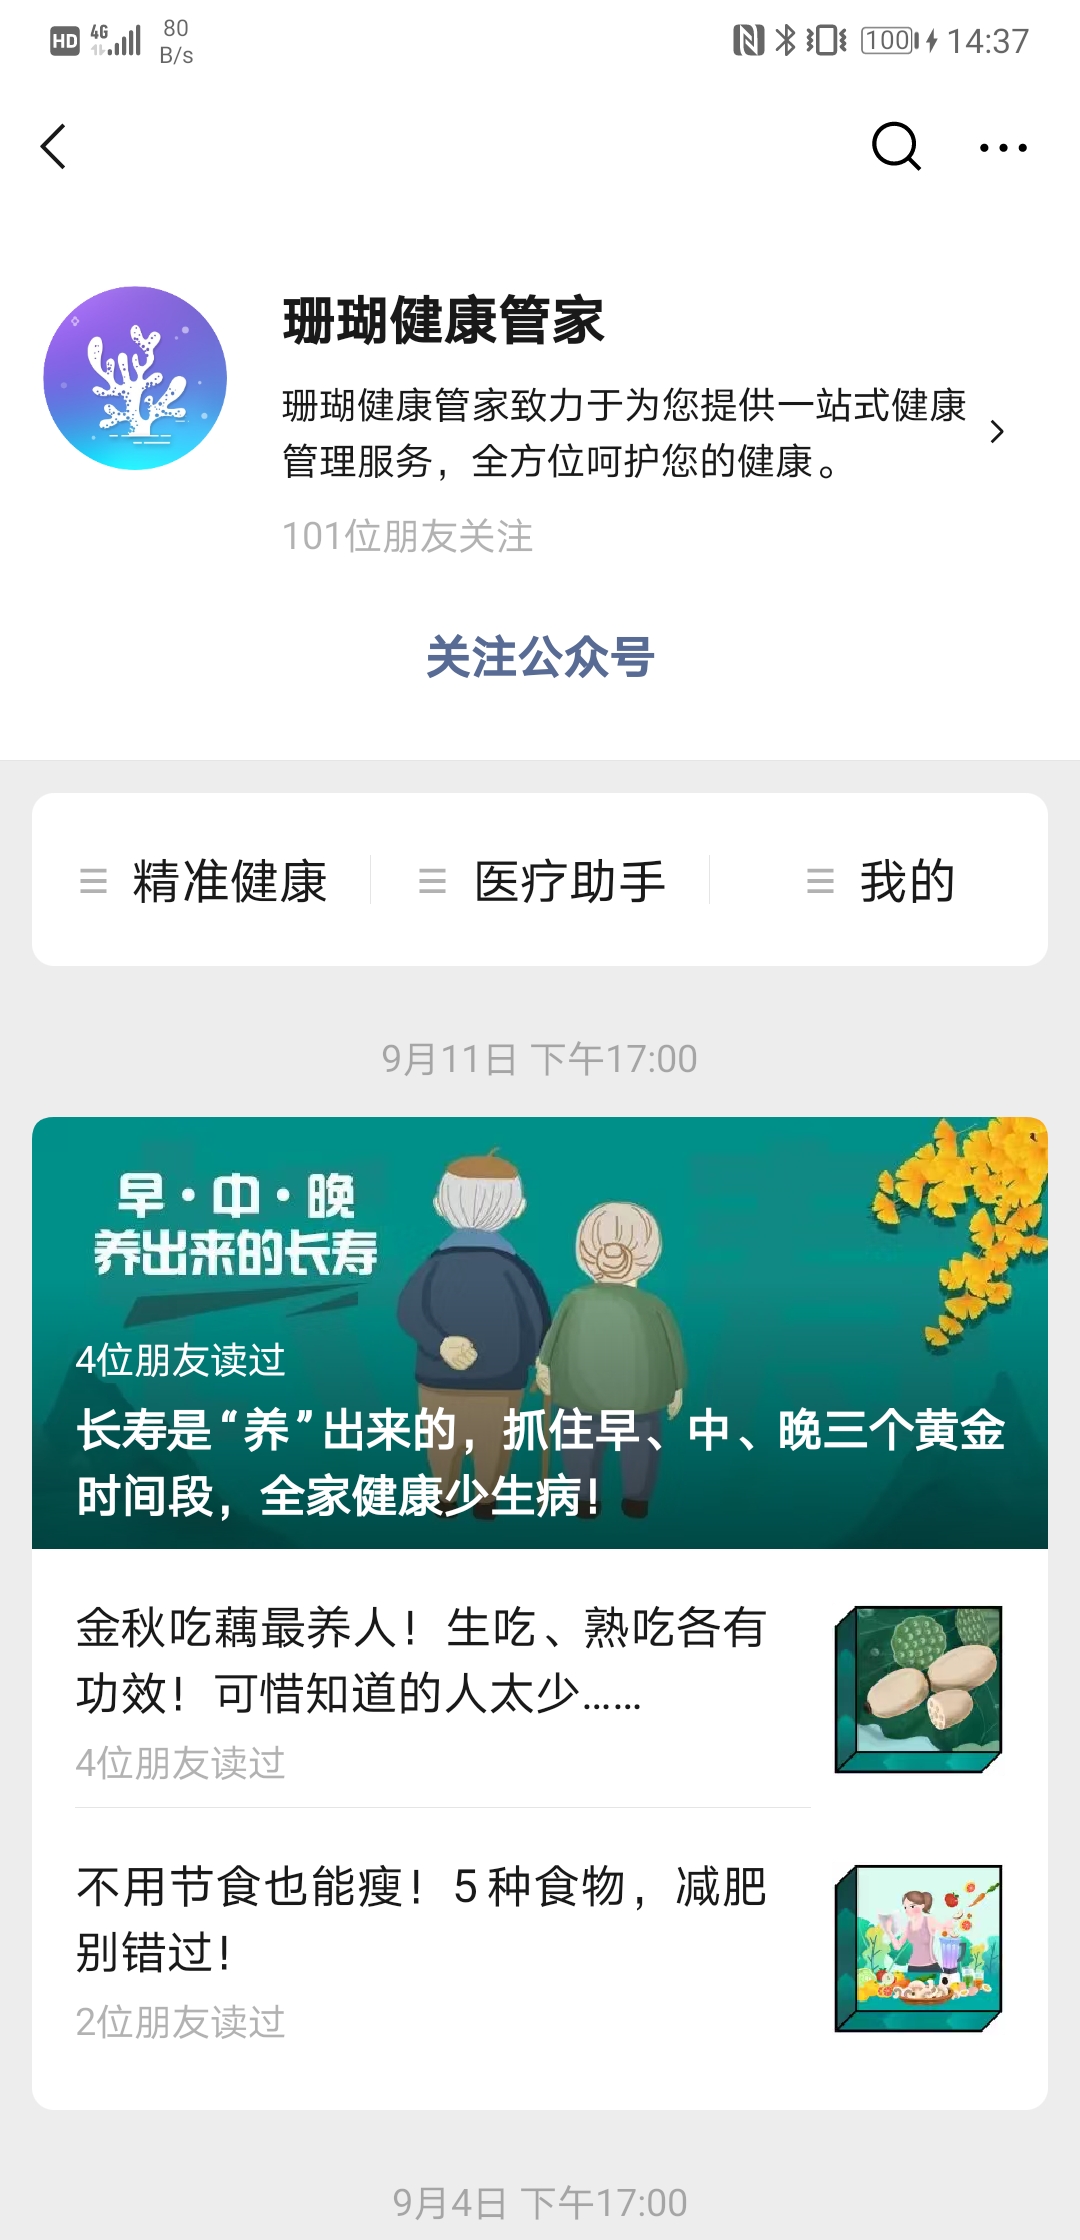 HD 4G 80 B/s 100 14:37
珊瑚健康管家
珊瑚健康管家致力于为您提供一站式健康
管理服务，全方位呵护您的健康。
101位朋友关注
关注公众号
精准健康 医疗助手 我的
9月11日 下午17:00
早·中·晚
养出来的长寿
4位朋友读过
长寿是“养”出来的，抓住早、中、晚三个黄金
时间段，全家健康少生病！
金秋吃藕最养人！生吃、熟吃各有
功效！可惜知道的人太少......
4位朋友读过
不用节食也能瘦！5 种食物，减肥
别错过！
2位朋友读过
9月4日 下午17:00